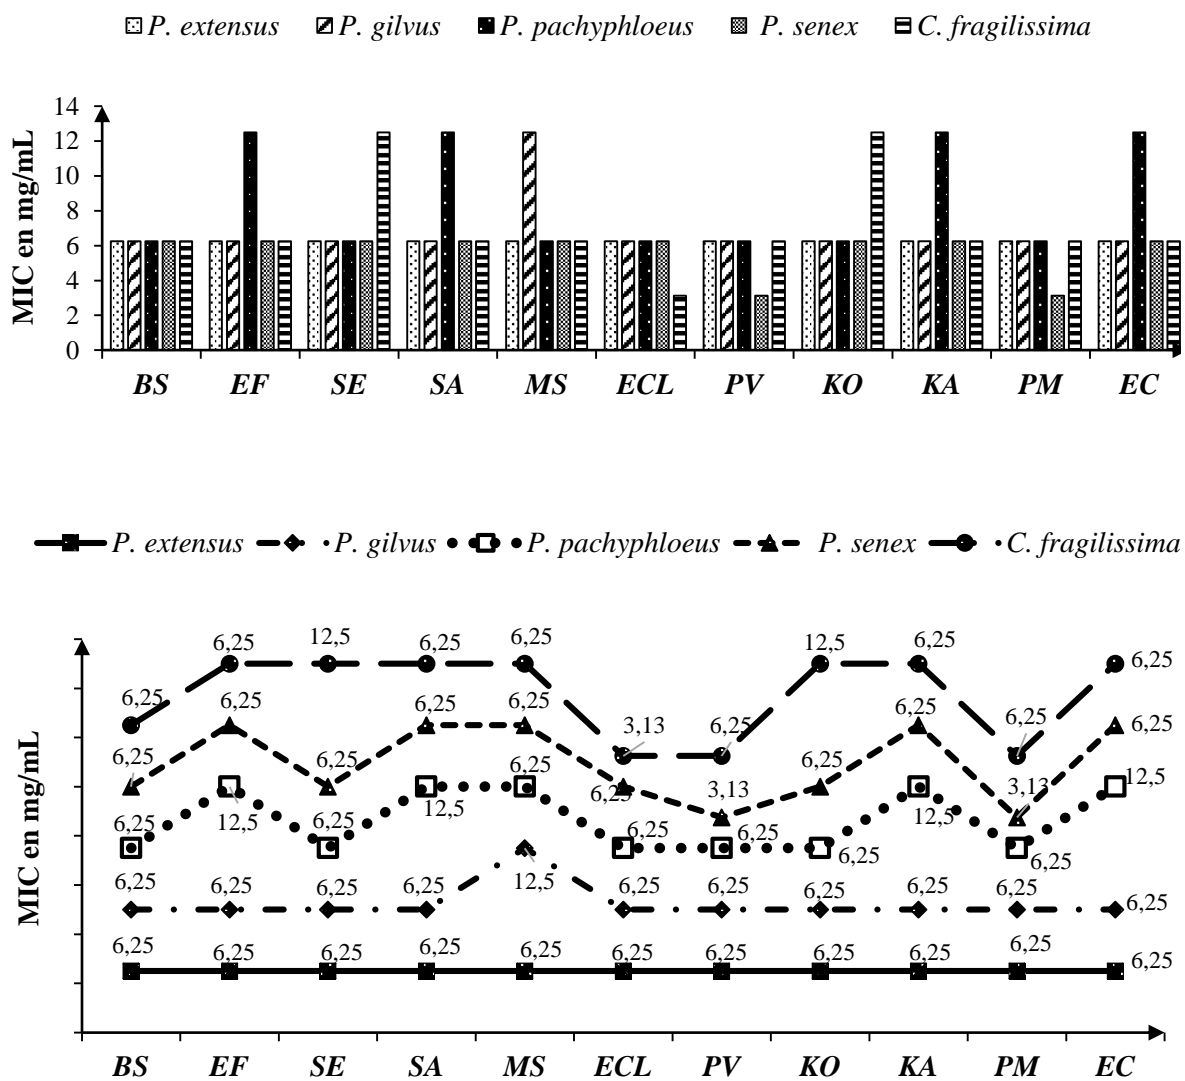 P. extensus P. gilvus P. pachyphloeus P. senex C. fragilissima
MIC en mg/mL
14
12
10
8
6
4
2
0
BS EF SE SA MS ECL PV KO KA PM EC
P. extensus P. gilvus P. pachyphloeus P. senex C. fragilissima
MIC en mg/mL
6,25 6,25 12,5 6,25 6,25 3,13 6,25 12,5 6,25 6,25 6,25
6,25 6,25 6,25 6,25 6,25 6,25 3,13 6,25 6,25 3,13 6,25
6,25 12,5 6,25 12,5 6,25 6,25 6,25 6,25 12,5 6,25 12,5
6,25 6,25 6,25 6,25 12,5 6,25 6,25 6,25 6,25 6,25 6,25
6,25 6,25 6,25 6,25 6,25 6,25 6,25 6,25 6,25 6,25 6,25
BS EF SE SA MS ECL PV KO KA PM EC